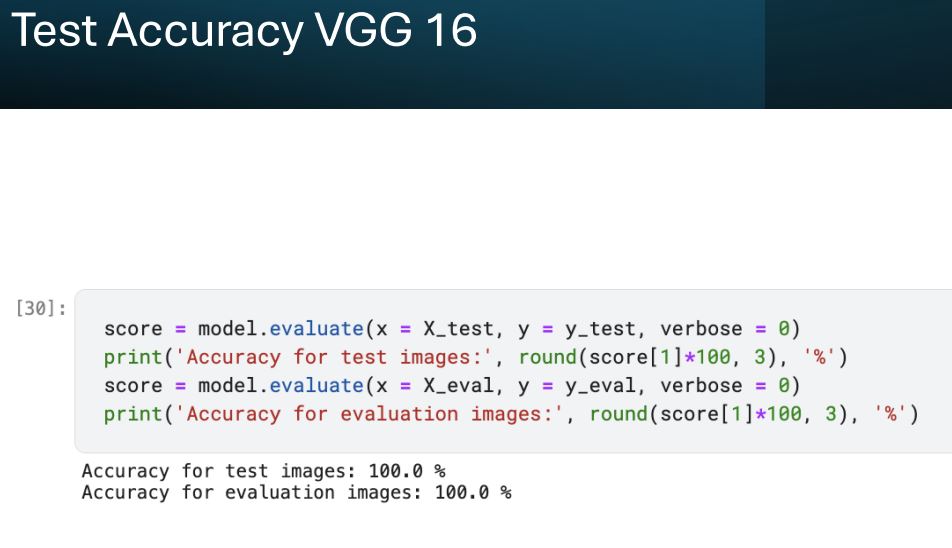 Test Accuracy VGG 16
[30]:
score = model.evaluate(x = X_test, y = y_test, verbose = 0)
print('Accuracy for test images:', round(score[1]*100, 3), '%')
score = model.evaluate(x = X_eval, y = y_eval, verbose = 0)
print('Accuracy for evaluation images:', round(score[1]*100, 3), '%')
Accuracy for test images: 100.0 %
Accuracy for evaluation images: 100.0 %